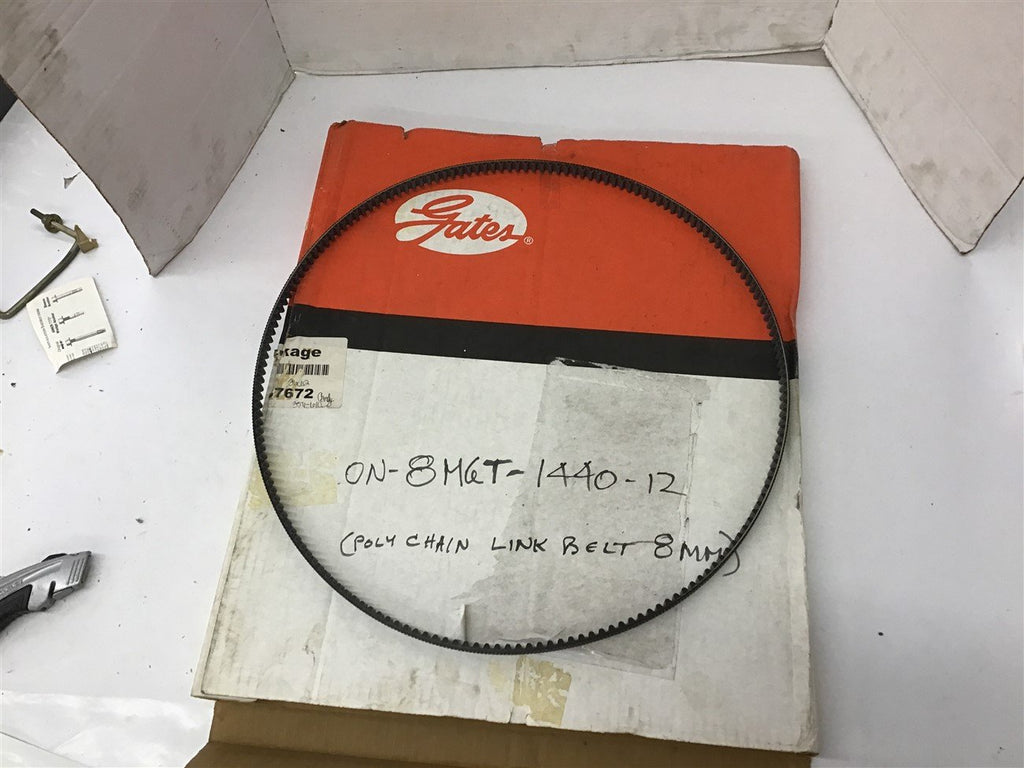 Gates®
kage
7672
ON-8MGT-1440-12
(POLY CHAIN LINK BELT 8MM)